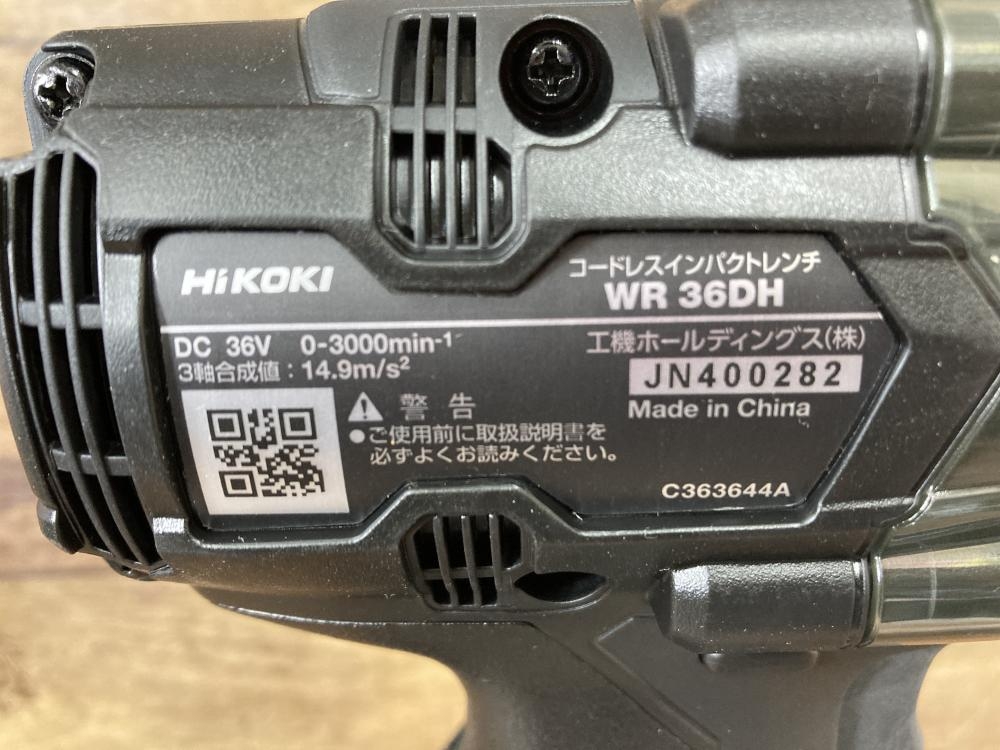 HiKOKI
コードレスインパクトレンチ
WR 36DH
DC 36V 0-3000min-1
3軸合成値：14.9m/s2
工機ホールディングス(株)
JN400282
Made in China
警告
●ご使用前に取扱説明書を
必ずよくお読みください。
C363644A